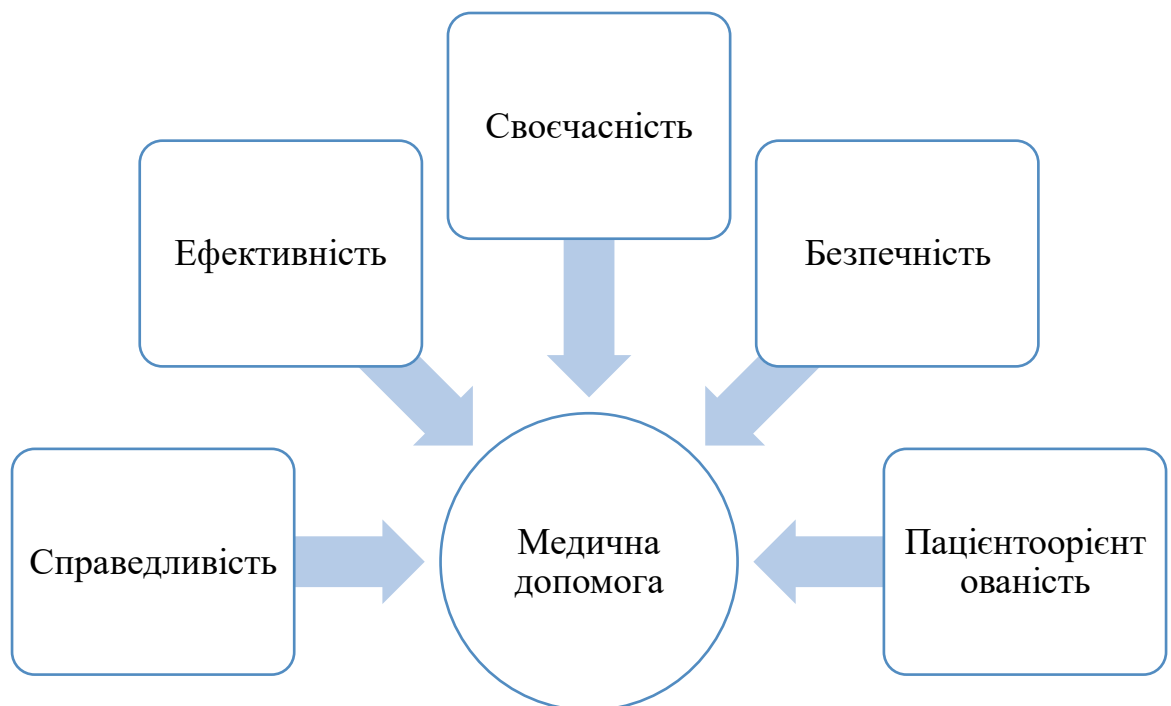 Своєчасність
Ефективність
Безпечність
Справедливість
Медична
допомога
Пацієнтоорієнт
ованість